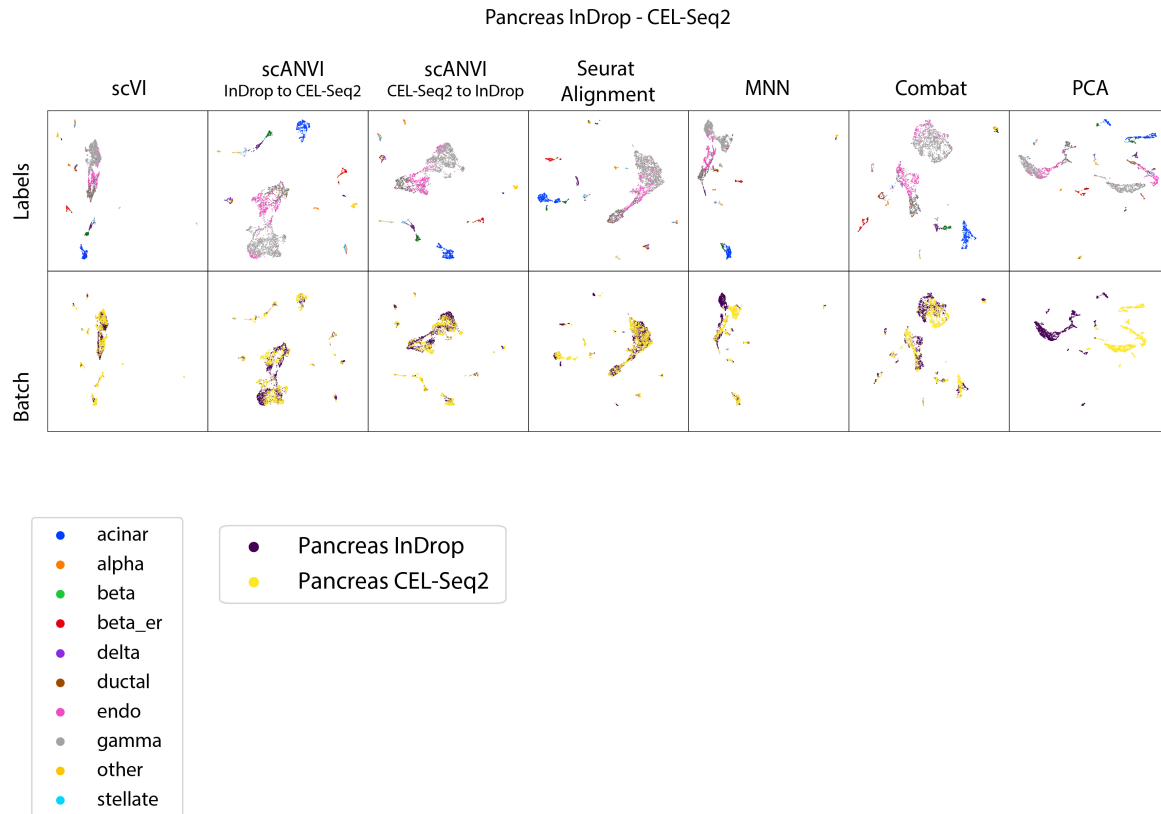 Pancreas InDrop - CEL-Seq2
scVI
scANVI
InDrop to CEL-Seq2
scANVI
CEL-Seq2 to InDrop
Seurat
Alignment
MNN
Combat
PCA
Labels
Batch
acinar
alpha
beta
beta_er
delta
ductal
endo
gamma
other
stellate
Pancreas InDrop
Pancreas CEL-Seq2